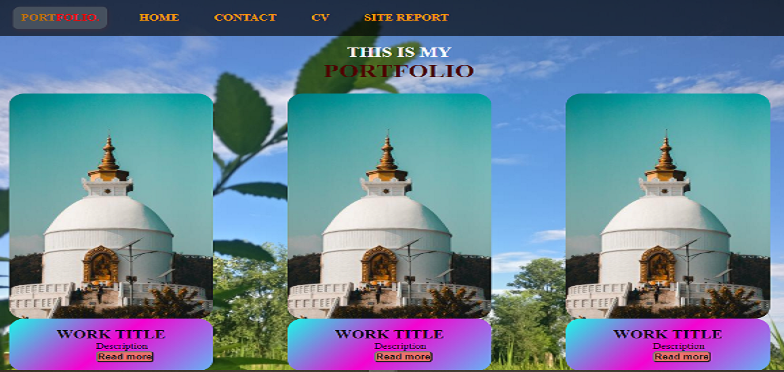 PORTFOLIO HOME CONTACT CV SITE REPORT
THIS IS MY
PORTFOLIO
WORK TITLE
Description
Read more
WORK TITLE
Description
Read more
WORK TITLE
Description
Read more